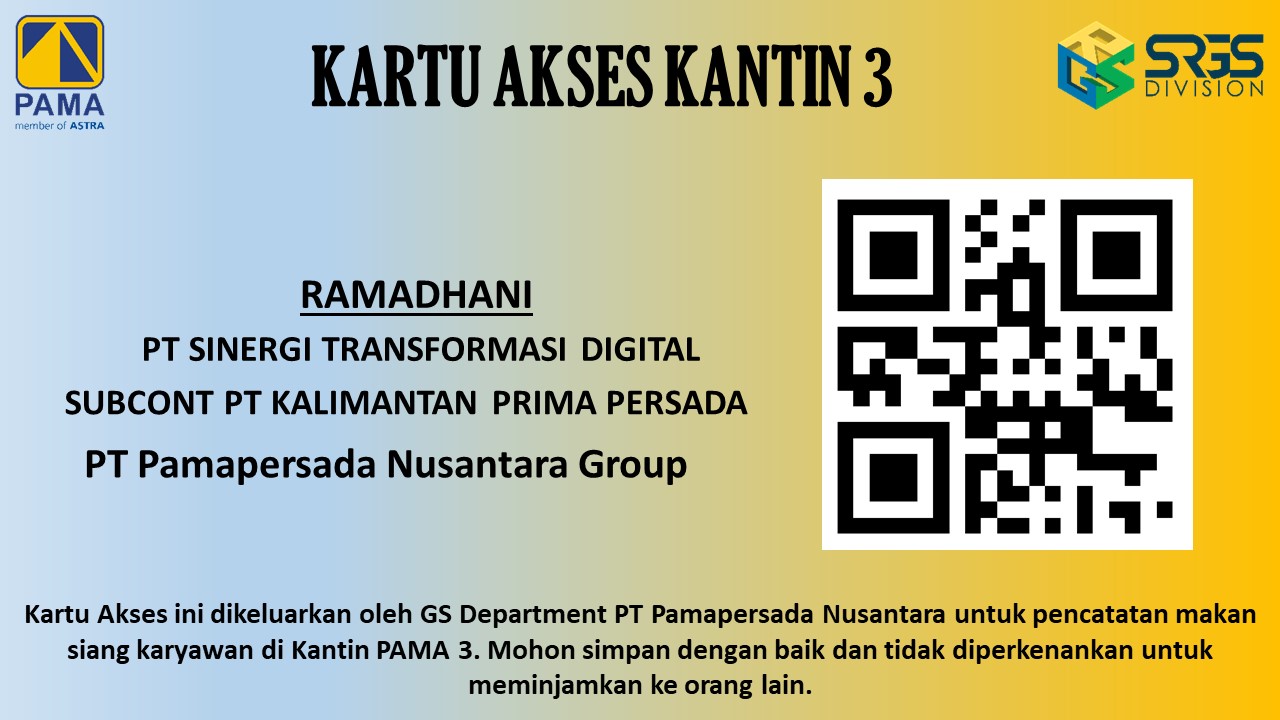 PAMA
member of ASTRA
KARTU AKSES KANTIN 3
SRGS
DIVISION
RAMADHANI
PT SINERGI TRANSFORMASI DIGITAL
SUBCONT PT KALIMANTAN PRIMA PERSADA
PT Pamapersada Nusantara Group
Kartu Akses ini dikeluarkan oleh GS Department PT Pamapersada Nusantara untuk pencatatan makan
siang karyawan di Kantin PAMA 3. Mohon simpan dengan baik dan tidak diperkenankan untuk
meminjamkan ke orang lain.